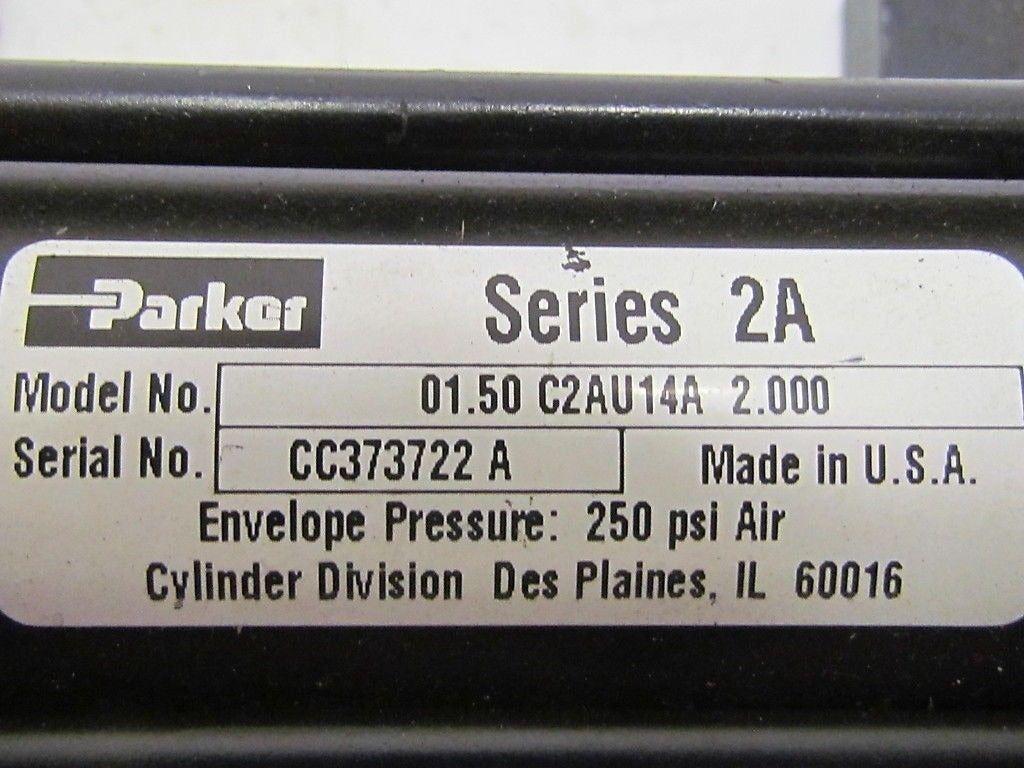 Parker Series 2A
Model No. 01.50 C2AU14A 2.000
Serial No. CC373722 A Made in U.S.A.
Envelope Pressure: 250 psi Air
Cylinder Division Des Plaines, IL 60016